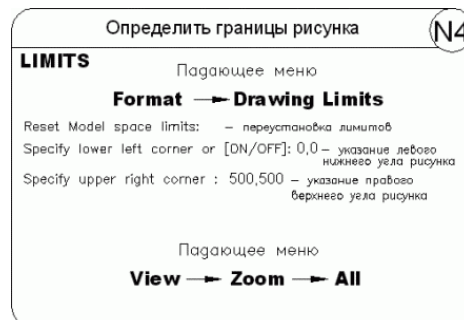 Определить границы рисунка
N4
LIMITS
Падающее меню
Format → Drawing Limits
Reset Model space limits: – переустановка лимитов
Specify lower left corner or [ON/OFF]: 0,0 – указание левого
нижнего угла рисунка
Specify upper right corner : 500,500 – указание правого
верхнего угла рисунка
Падающее меню
View → Zoom → All